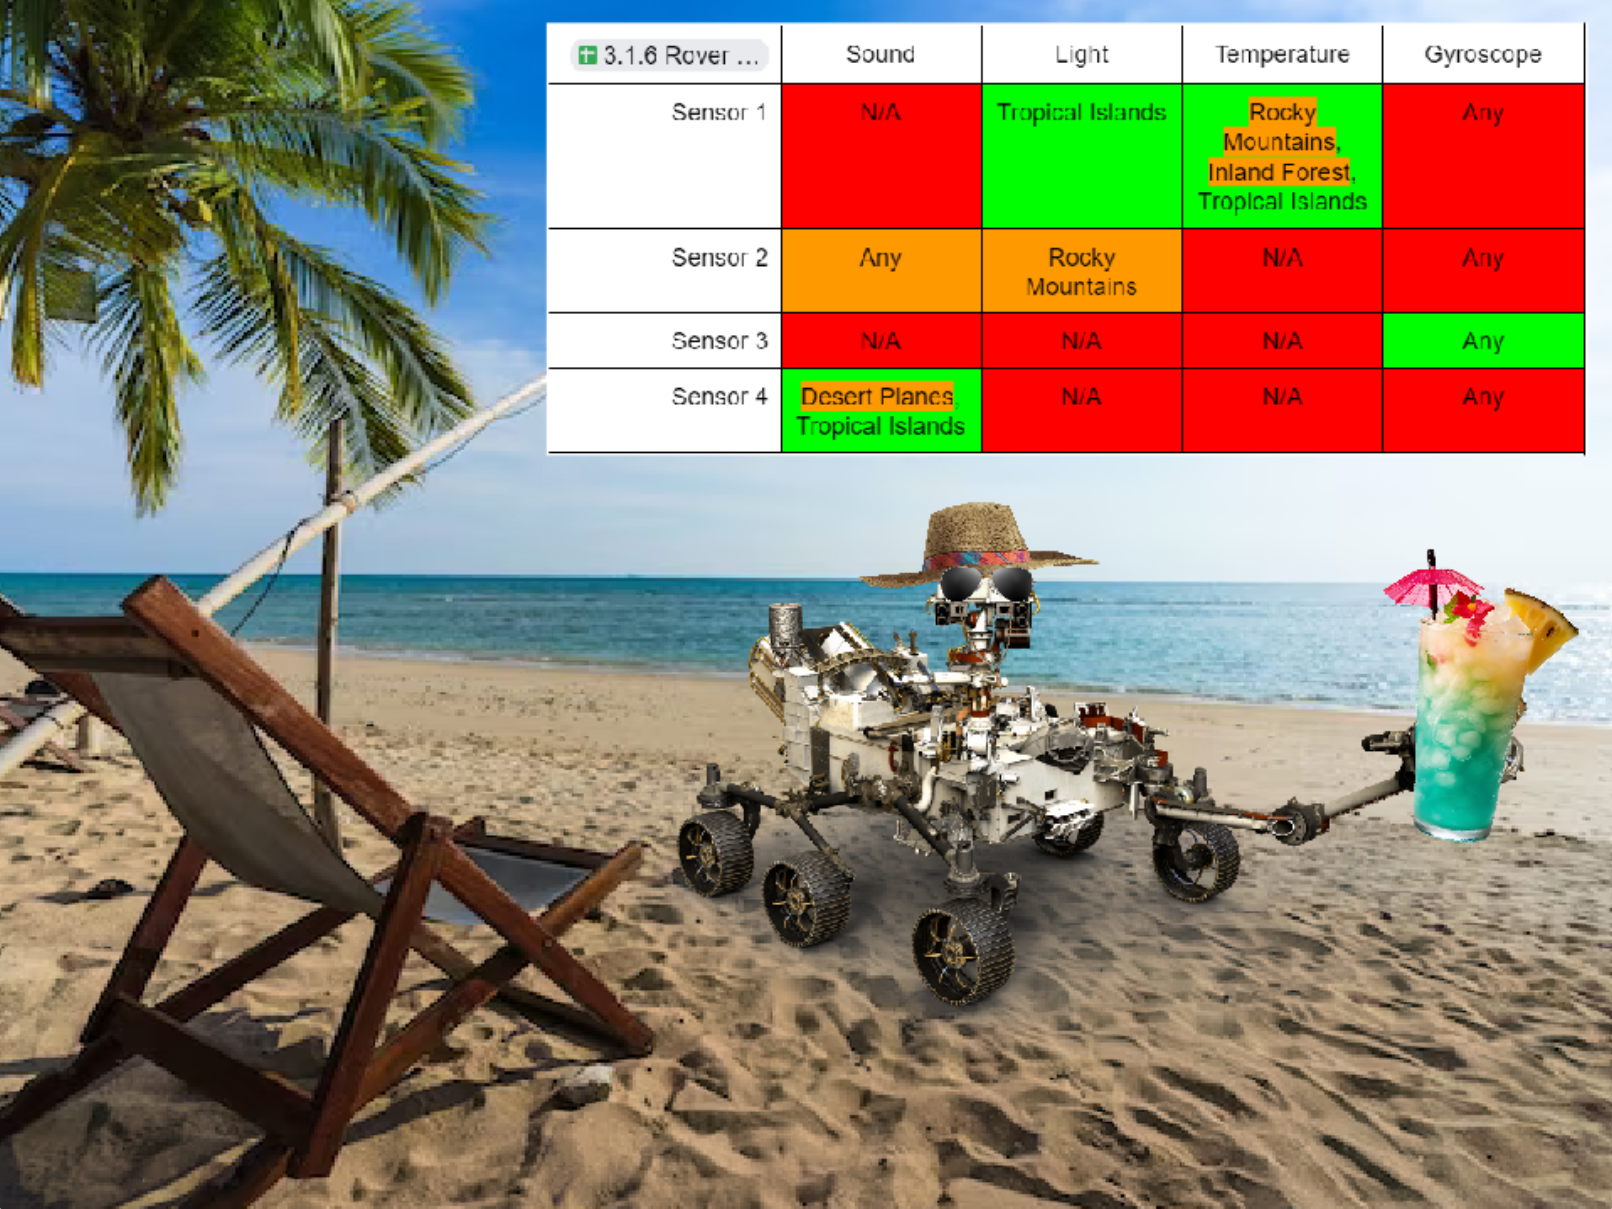 3.1.6 Rover ... Sound Light Temperature Gyroscope
Sensor 1 N/A Tropical Islands Rocky Any
Mountains,
Inland Forest,
Tropical Islands
Sensor 2 Any Rocky N/A Any
Mountains
Sensor 3 N/A N/A N/A Any
Sensor 4 Desert Planes, N/A N/A Any
Tropical Islands